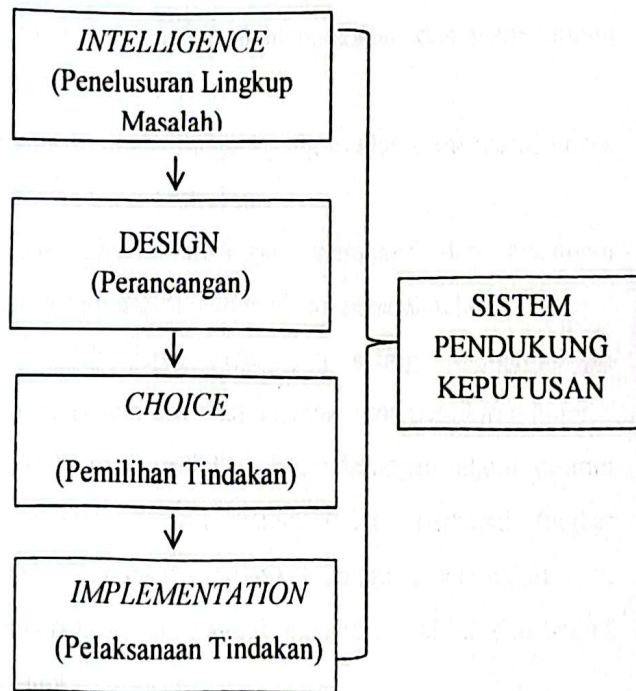 INTELLIGENCE
(Penelusuran Lingkup
Masalah)
DESIGN
(Perancangan)
CHOICE
(Pemilihan Tindakan)
IMPLEMENTATION
(Pelaksanaan Tindakan)
SISTEM
PENDUKUNG
KEPUTUSAN